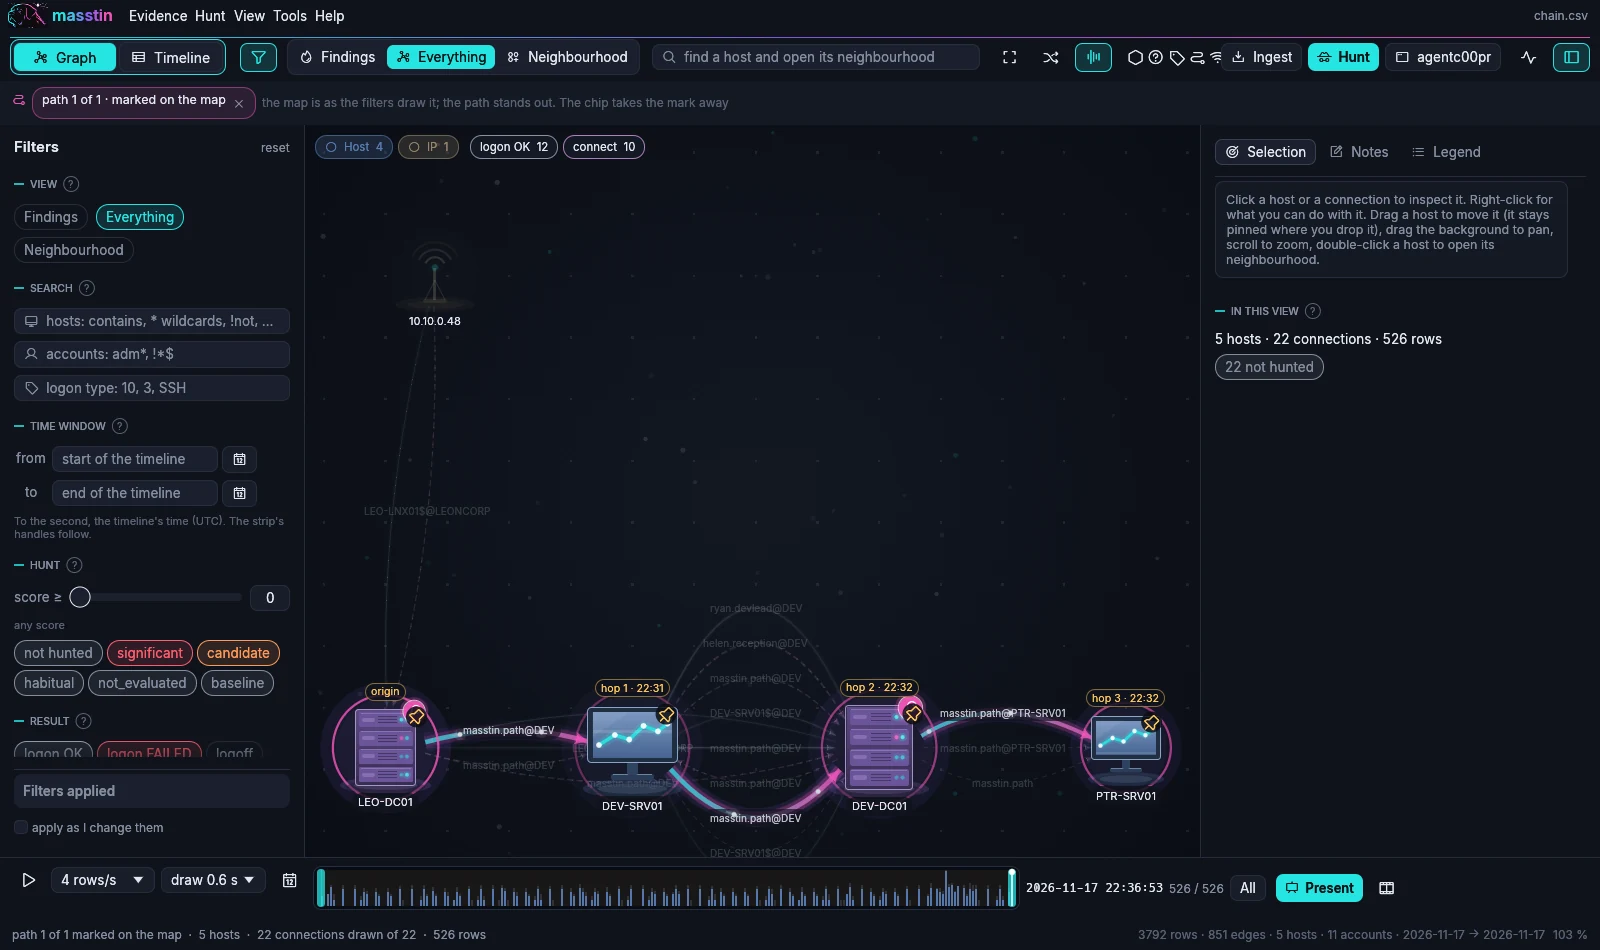 masstin Evidence Hunt View Tools Help chain.csv
Graph Timeline Findings Everything Neighbourhood find a host and open its neighbourhood Ingest Hunt agentc00pr
path 1 of 1 · marked on the map × the map is as the filters draw it; the path stands out. The chip takes the mark away
Filters reset
VIEW ?
Findings Everything
Neighbourhood
SEARCH ?
hosts: contains, * wildcards, !not, ...
accounts: adm*, !*$
logon type: 10, 3, SSH
TIME WINDOW ?
from start of the timeline
to end of the timeline
To the second, the timeline's time (UTC). The strip's
handles follow.
HUNT ?
score ≥ 0
any score
not hunted significant candidate
habitual not_evaluated baseline
RESULT ?
logon OK logon FAILED logoff
Filters applied
apply as I change them
Host 4 IP 1 logon OK 12 connect 10
10.10.0.48
LEO-LNX01$@LEONCORP
ryan.devlead@DEV
helen.reception@DEV
masstin.path@DEV
origin hop 1 · 22:31 hop 2 · 22:32 hop 3 · 22:32
DEV-SRV01$@DEV masstin.path@PTR-SRV01
masstin.path@DEV
masstin.path@DEV masstin.path@PTR-SRV01
masstin.path@DEV
masstin.path@DEV masstin.path@DEV masstin.path
LEO-DC01 DEV-SRV01 DEV-DC01 PTR-SRV01
masstin.path@DEV
DEV-SRV01$@DEV
Selection Notes Legend
Click a host or a connection to inspect it. Right-click for
what you can do with it. Drag a host to move it (it stays
pinned where you drop it), drag the background to pan,
scroll to zoom, double-click a host to open its
neighbourhood.
IN THIS VIEW ?
5 hosts · 22 connections · 526 rows
22 not hunted
4 rows/s draw 0.6 s 2026-11-17 22:36:53 526 / 526 All Present
path 1 of 1 marked on the map · 5 hosts · 22 connections drawn of 22 · 526 rows
3792 rows · 851 edges · 5 hosts · 11 accounts · 2026-11-17 → 2026-11-17 103 %